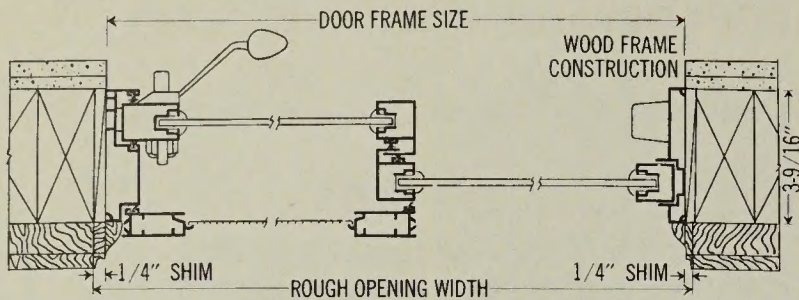 DOOR FRAME SIZE
WOOD FRAME
CONSTRUCTION
3-9/16"
1/4" SHIM
1/4" SHIM
ROUGH OPENING WIDTH